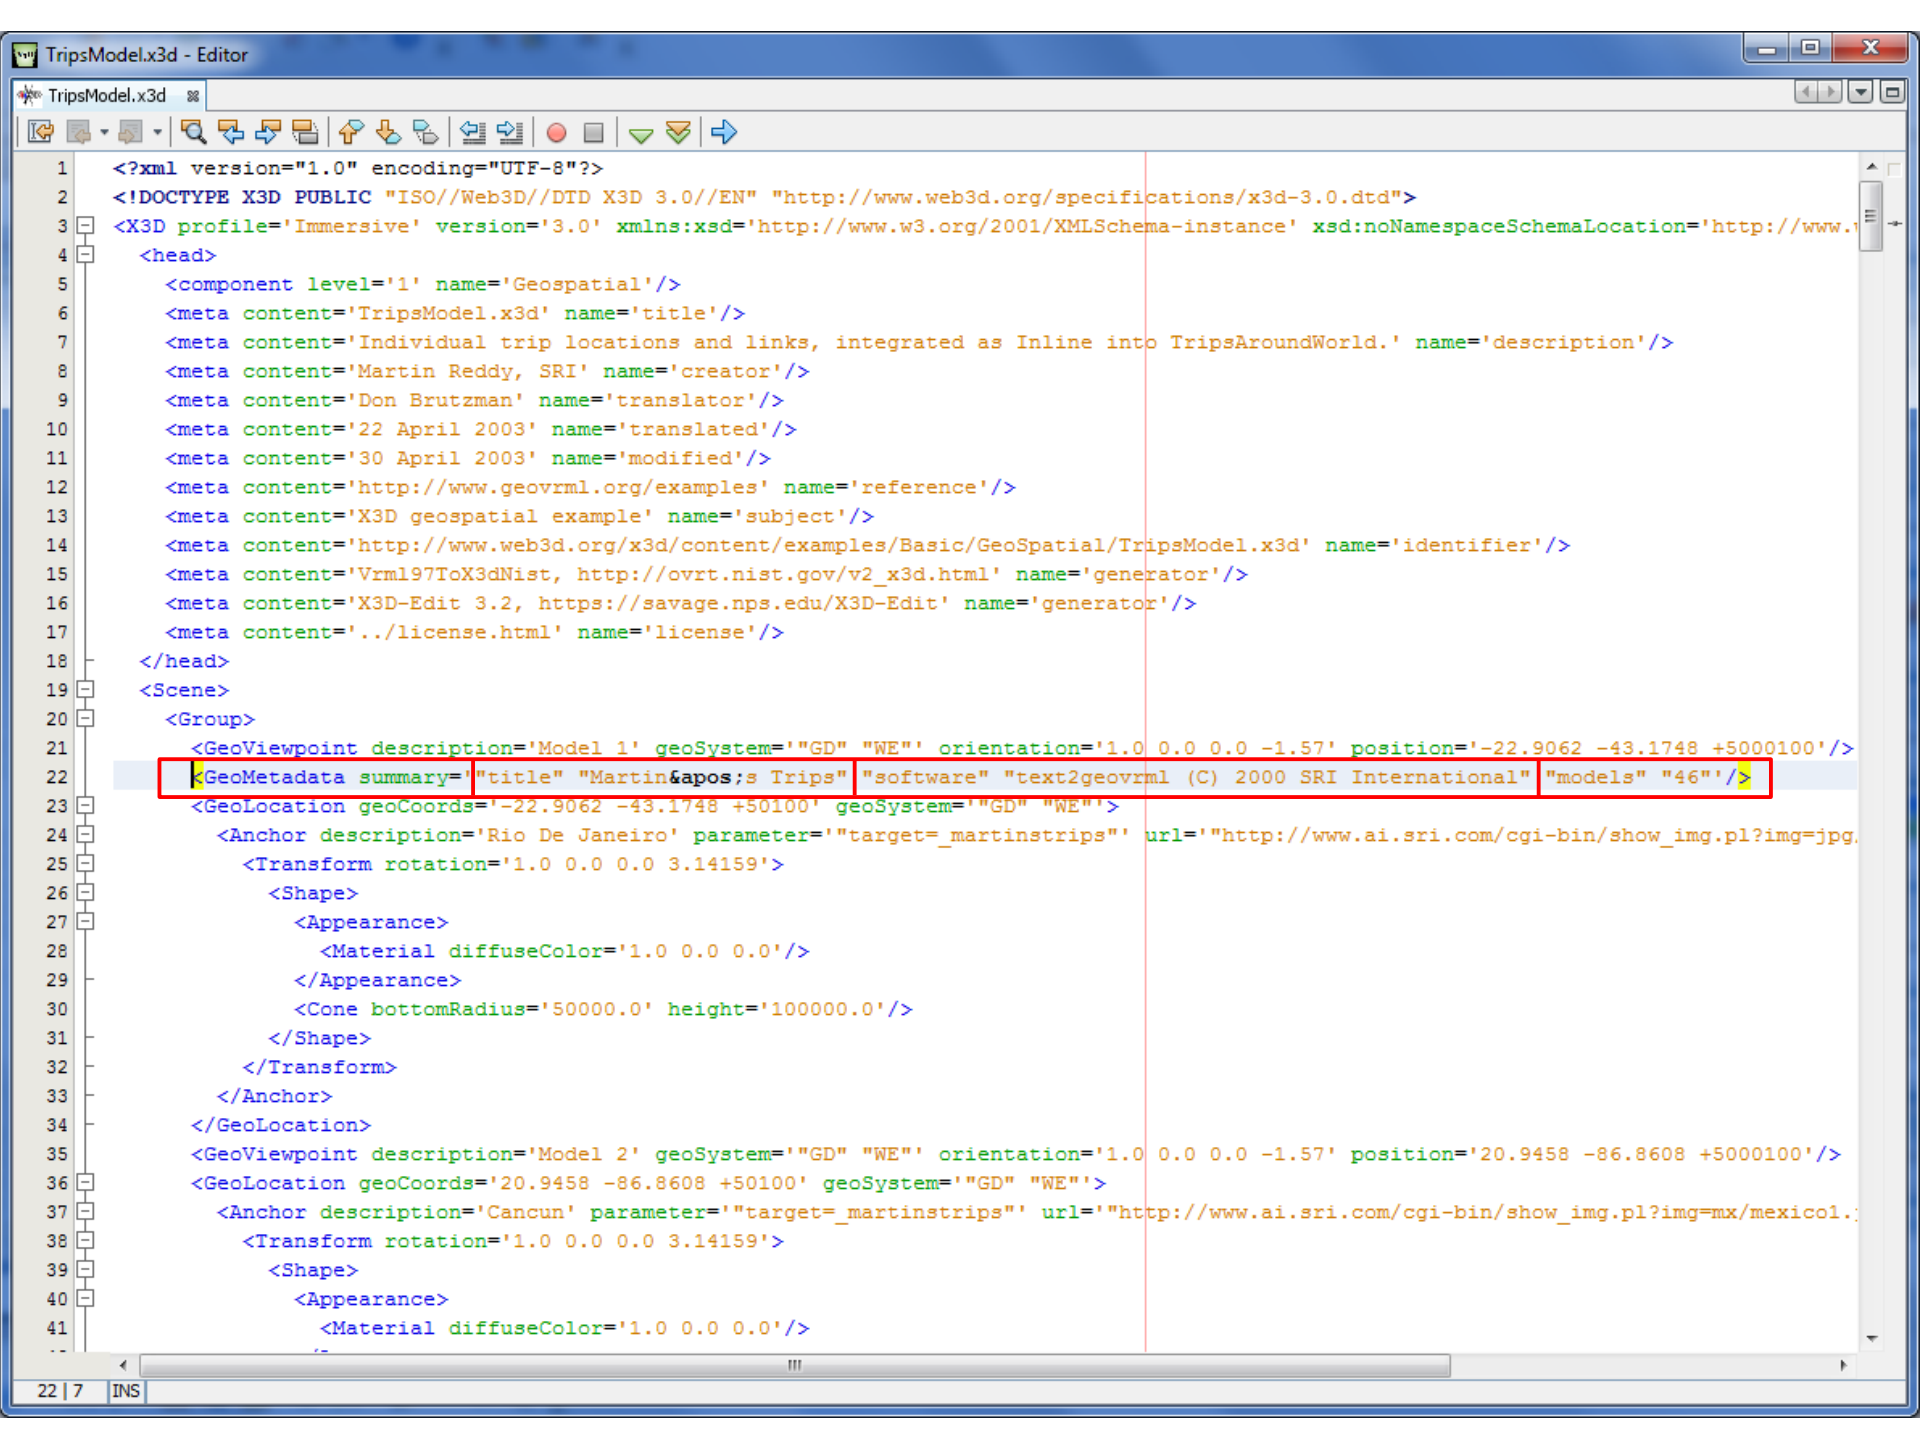 TripsModel.x3d - Editor
TripsModel.x3d
1 <?xml version="1.0" encoding="UTF-8"?>
2 <!DOCTYPE X3D PUBLIC "ISO//Web3D//DTD X3D 3.0//EN" "http://www.web3d.org/specifications/x3d-3.0.dtd">
3 <X3D profile='Immersive' version='3.0' xmlns:xsd='http://www.w3.org/2001/XMLSchema-instance' xsd:noNamespaceSchemaLocation='http://www.
4 <head>
5 <component level='1' name='Geospatial'/>
6 <meta content='TripsModel.x3d' name='title'/>
7 <meta content='Individual trip locations and links, integrated as Inline into TripsAroundWorld.' name='description'/>
8 <meta content='Martin Reddy, SRI' name='creator'/>
9 <meta content='Don Brutzman' name='translator'/>
10 <meta content='22 April 2003' name='translated'/>
11 <meta content='30 April 2003' name='modified'/>
12 <meta content='http://www.geovrml.org/examples' name='reference'/>
13 <meta content='X3D geospatial example' name='subject'/>
14 <meta content='http://www.web3d.org/x3d/content/examples/Basic/GeoSpatial/TripsModel.x3d' name='identifier'/>
15 <meta content='Vrml97ToX3dNist, http://ovrt.nist.gov/v2_x3d.html' name='generator'/>
16 <meta content='X3D-Edit 3.2, https://savage.nps.edu/X3D-Edit' name='generator'/>
17 <meta content='../license.html' name='license'/>
18 </head>
19 <Scene>
20 <Group>
21 <GeoViewpoint description='Model 1' geoSystem='"GD" "WE"' orientation='1.0 0.0 0.0 -1.57' position='-22.9062 -43.1748 +5000100'/>
22 <GeoMetadata summary='"title" "Martin&apos;s Trips" "software" "text2geovrml (C) 2000 SRI International" "models" "46"'/>
23 <GeoLocation geoCoords='-22.9062 -43.1748 +50100' geoSystem='"GD" "WE"'>
24 <Anchor description='Rio De Janeiro' parameter='"target=_martinstrips"' url='"http://www.ai.sri.com/cgi-bin/show_img.pl?img=jpg
25 <Transform rotation='1.0 0.0 0.0 3.14159'>
26 <Shape>
27 <Appearance>
28 <Material diffuseColor='1.0 0.0 0.0'/>
29 </Appearance>
30 <Cone bottomRadius='50000.0' height='100000.0'/>
31 </Shape>
32 </Transform>
33 </Anchor>
34 </GeoLocation>
35 <GeoViewpoint description='Model 2' geoSystem='"GD" "WE"' orientation='1.0 0.0 0.0 -1.57' position='20.9458 -86.8608 +5000100'/>
36 <GeoLocation geoCoords='20.9458 -86.8608 +50100' geoSystem='"GD" "WE"'>
37 <Anchor description='Cancun' parameter='"target=_martinstrips"' url='"http://www.ai.sri.com/cgi-bin/show_img.pl?img=mx/mexico1.
38 <Transform rotation='1.0 0.0 0.0 3.14159'>
39 <Shape>
40 <Appearance>
41 <Material diffuseColor='1.0 0.0 0.0'/>
22 | 7 INS